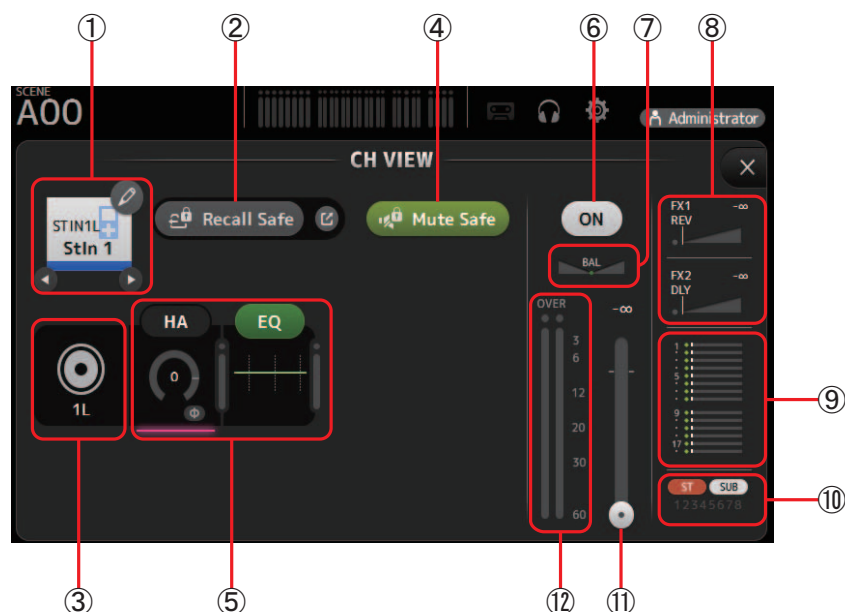 ① ② ④ ⑥ ⑦ ⑧
SCENE
A00
Administrator
CH VIEW
STIN1L
StIn 1
Recall Safe
Mute Safe
ON
BAL
FX1 -∞
REV
FX2 -∞
DLY
HA
0
Φ
EQ
1L
OVER
3
6
12
20
30
60
-∞
1
5
9
17
ST SUB
12345678
⑨
⑩
③ ⑤ ⑫ ⑪